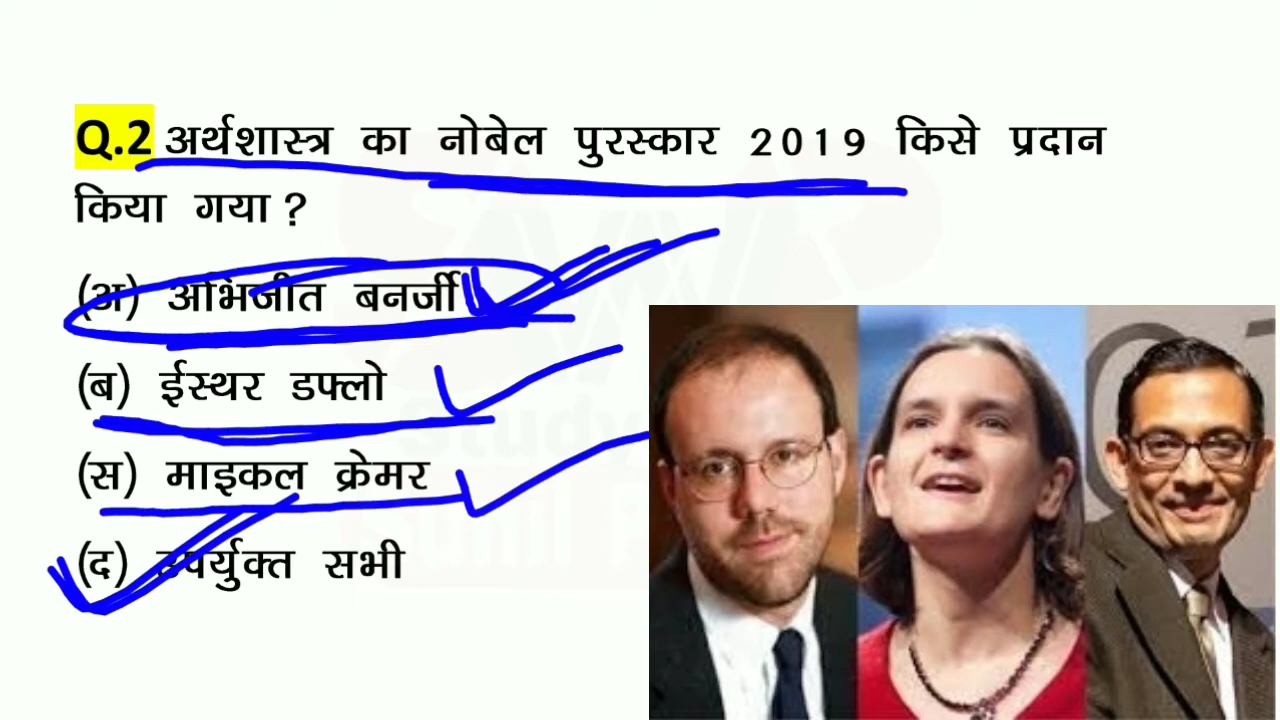 Q.2 अर्थशास्त्र का नोबेल पुरस्कार 2019 किसे प्रदान
किया गया ?
(अ) अभिजीत बनर्जी
(ब) ईस्थर डफ्लो
(स) माइकल क्रेमर
(द) उपर्युक्त सभी